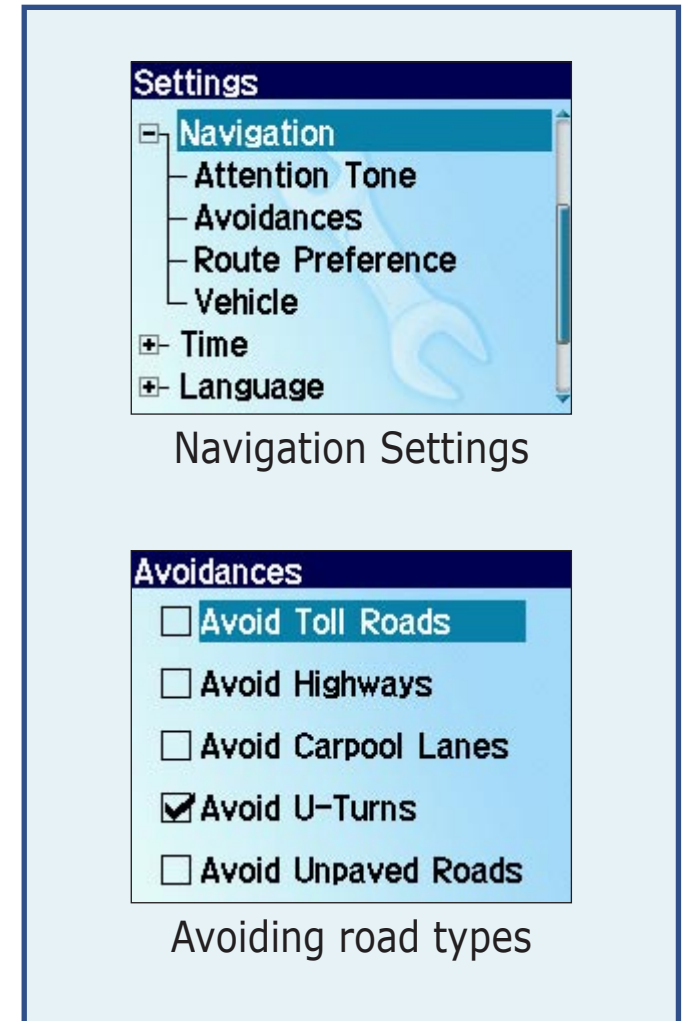 Settings
Navigation
Attention Tone
Avoidances
Route Preference
Vehicle
Time
Language
Navigation Settings
Avoidances
Avoid Toll Roads
Avoid Highways
Avoid Carpool Lanes
Avoid U-Turns
Avoid Unpaved Roads
Avoiding road types